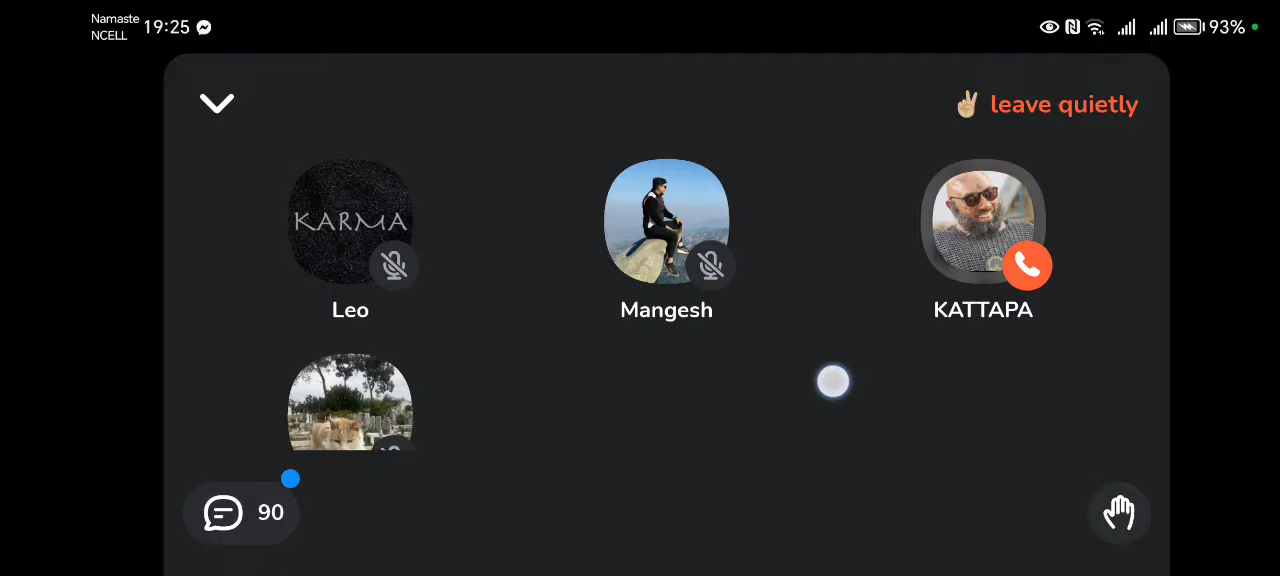 Namaste
NCELL
19:25
93%
✌🏼 leave quietly
KARMA
Leo
Mangesh
KATTAPA
90